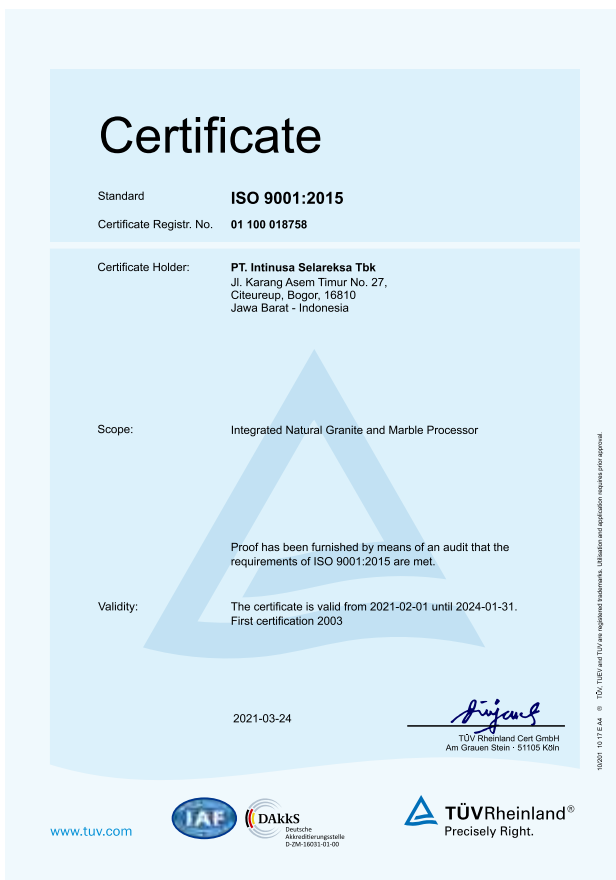 Certificate
Standard ISO 9001:2015
Certificate Registr. No. 01 100 018758
Certificate Holder: PT. Intinusa Selareksa Tbk
Jl. Karang Asem Timur No. 27,
Citeureup, Bogor, 16810
Jawa Barat - Indonesia
Scope: Integrated Natural Granite and Marble Processor
Proof has been furnished by means of an audit that the
requirements of ISO 9001:2015 are met.
Validity: The certificate is valid from 2021-02-01 until 2024-01-31.
First certification 2003
2021-03-24
TÜV Rheinland Cert GmbH
Am Grauen Stein · 51105 Köln
10/201 10 17 E A4 ® TÜV, TUEV and TUV are registered trademarks. Utilisation and application requires prior approval.
www.tuv.com
IAF
DAkkS
Deutsche
Akkreditierungsstelle
D-ZM-16031-01-00
TÜVRheinland®
Precisely Right.